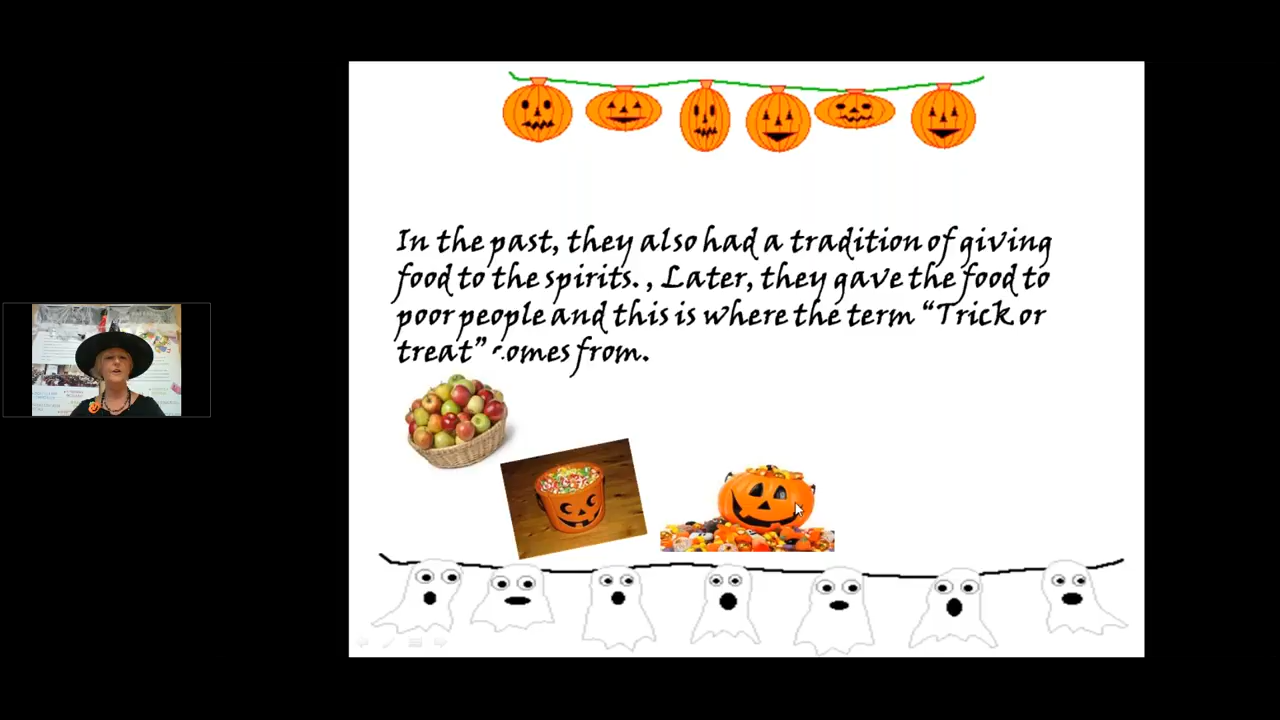 In the past, they also had a tradition of giving
food to the spirits. , Later, they gave the food to
poor people and this is where the term “Trick or
treat” comes from.